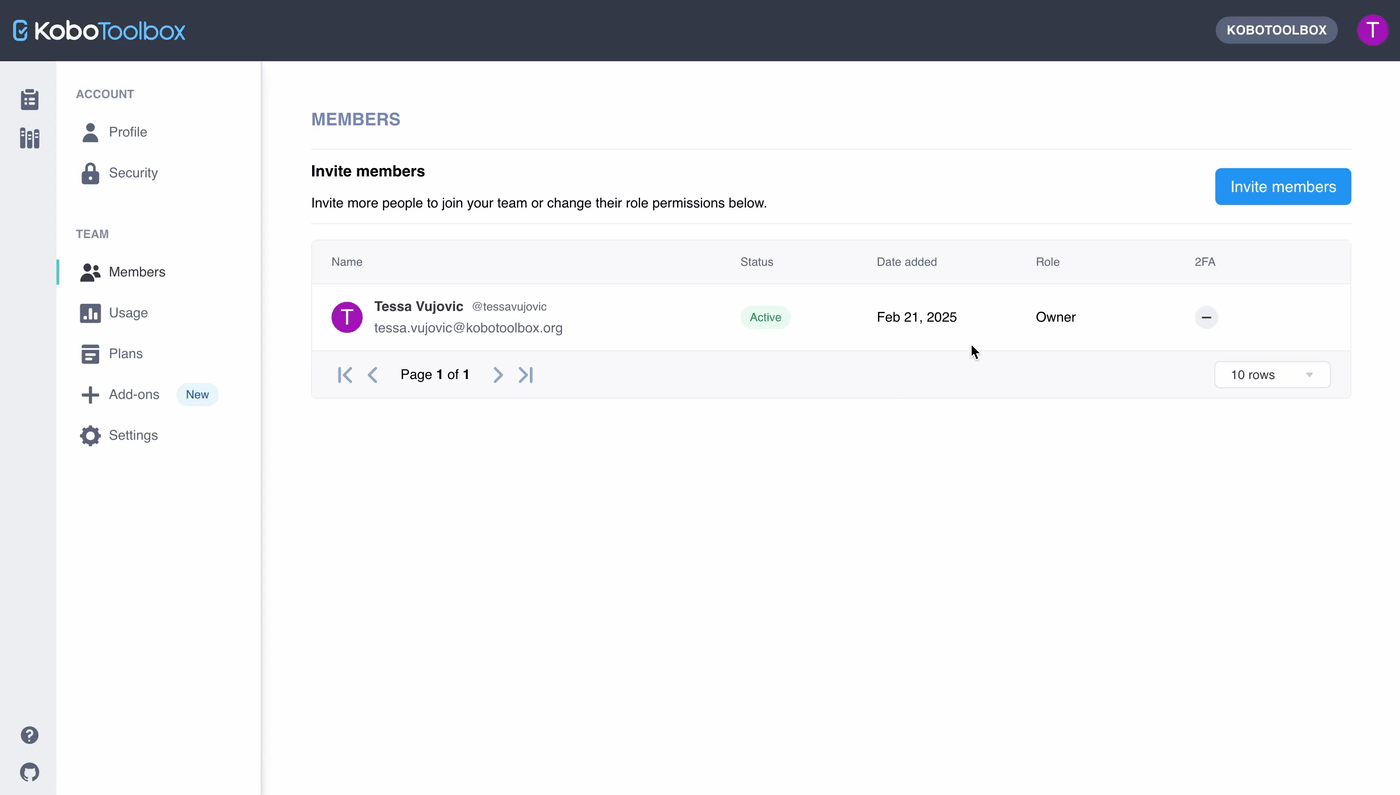 KoboToolbox
KOBOTOOLBOX
T
ACCOUNT
Profile
Security
TEAM
Members
Usage
Plans
Add-ons New
Settings
MEMBERS
Invite members
Invite more people to join your team or change their role permissions below.
Invite members
Name Status Date added Role 2FA
T
Tessa Vujovic @tessavujovic
tessa.vujovic@kobotoolbox.org
Active
Feb 21, 2025
Owner
Page 1 of 1
10 rows